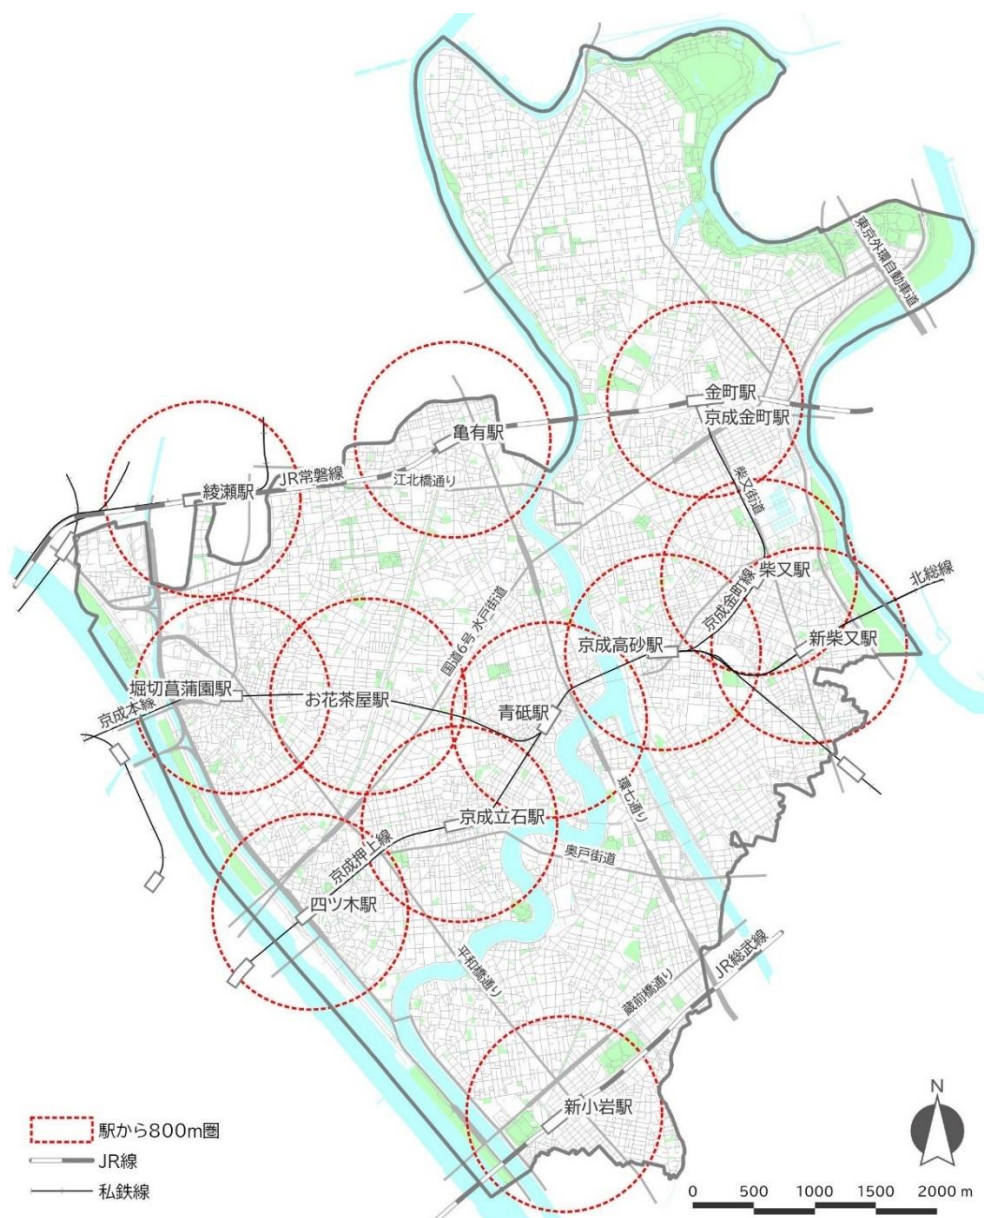 東京外環自動車道
金町駅
京成金町駅
亀有駅
JR常磐線
江北橋通り
綾瀬駅
柴又街道
柴又駅
北総線
京成金町線
新柴又駅
京成高砂駅
国道6号 水戸街道
堀切菖蒲園駅
お花茶屋駅
京成本線
青砥駅
環七通り
京成立石駅
奥戸街道
京成押上線
四ツ木駅
平和橋通り
蔵前橋通り
JR総武線
新小岩駅
N
駅から800m圏
JR線
私鉄線
0 500 1000 1500 2000 m